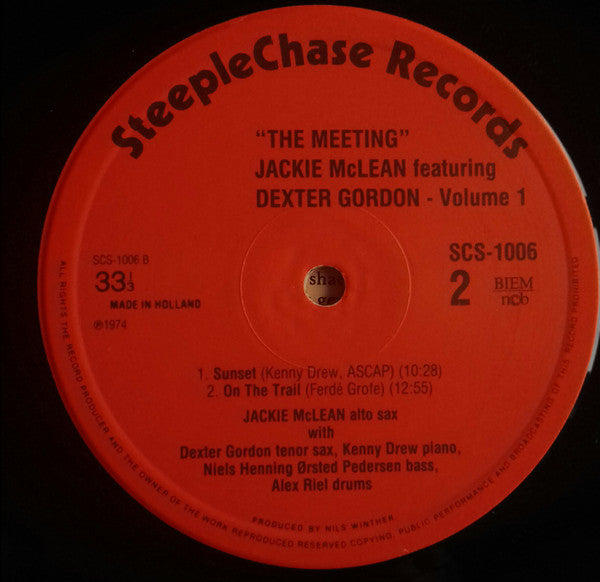 SteepleChase Records
"THE MEETING"
JACKIE McLEAN featuring
DEXTER GORDON - Volume 1
SCS-1006 B
33 1/3
MADE IN HOLLAND
℗1974
SCS-1006
2
BIEM
ncb
1. Sunset (Kenny Drew, ASCAP) (10:28)
2. On The Trail (Ferdé Grofe) (12:55)
JACKIE McLEAN alto sax
with
Dexter Gordon tenor sax, Kenny Drew piano,
Niels Henning Ørsted Pedersen bass,
Alex Riel drums
PRODUCED BY NILS WINTHER
ALL RIGHTS THE RECORD PRODUCER AND THE OWNER OF THE WORK REPRODUCED RESERVED COPYING, PUBLIC PERFORMANCE AND BROADCASTING OF THIS RECORD PROHIBITED